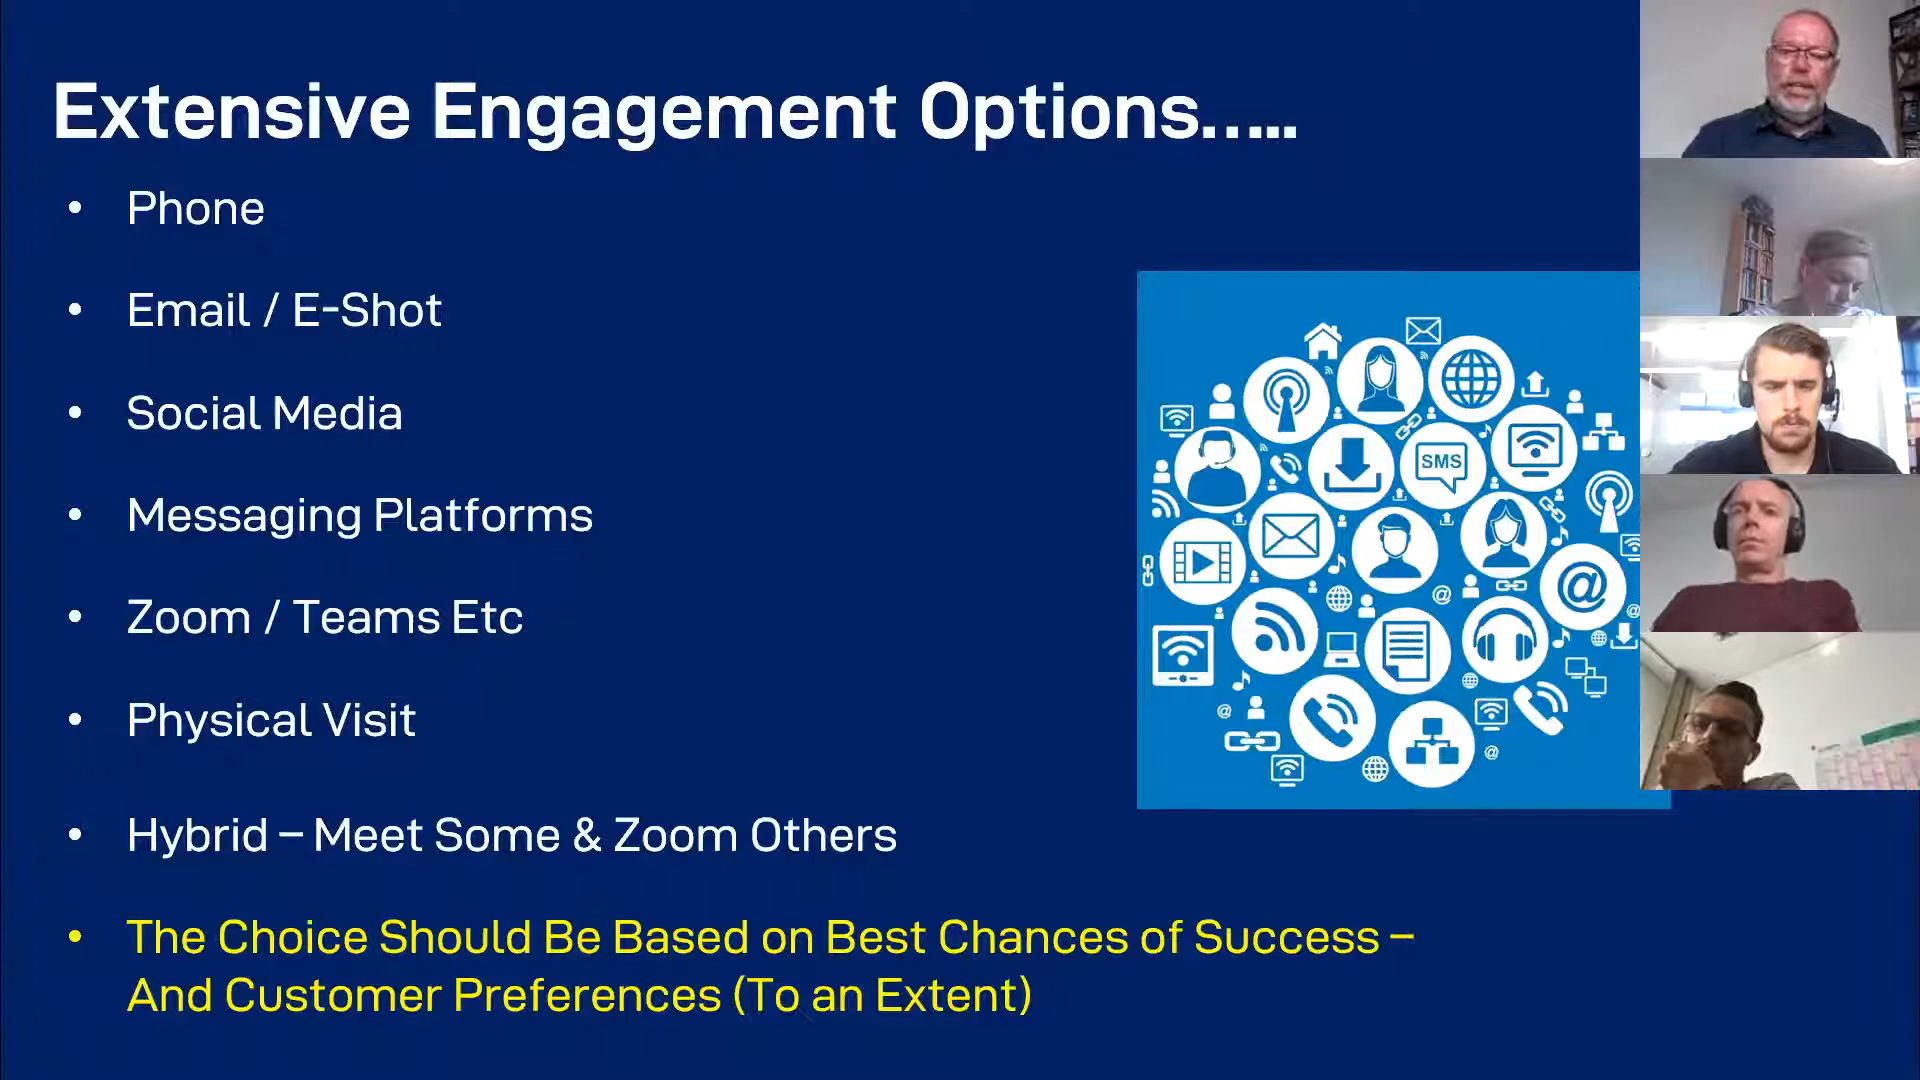 Extensive Engagement Options.....
• Phone
• Email / E-Shot
• Social Media
• Messaging Platforms
• Zoom / Teams Etc
• Physical Visit
• Hybrid – Meet Some & Zoom Others
• The Choice Should Be Based on Best Chances of Success –
And Customer Preferences (To an Extent)
SMS
@
@
@
@
@
@